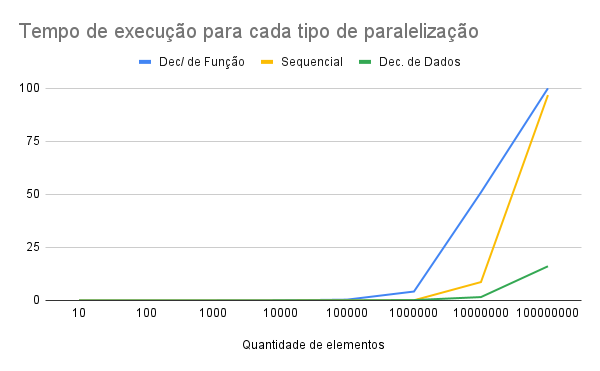 Tempo de execução para cada tipo de paralelização
Dec/ de Função Sequencial Dec. de Dados
100
75
50
25
0
10 100 1000 10000 100000 1000000 10000000 100000000
Quantidade de elementos